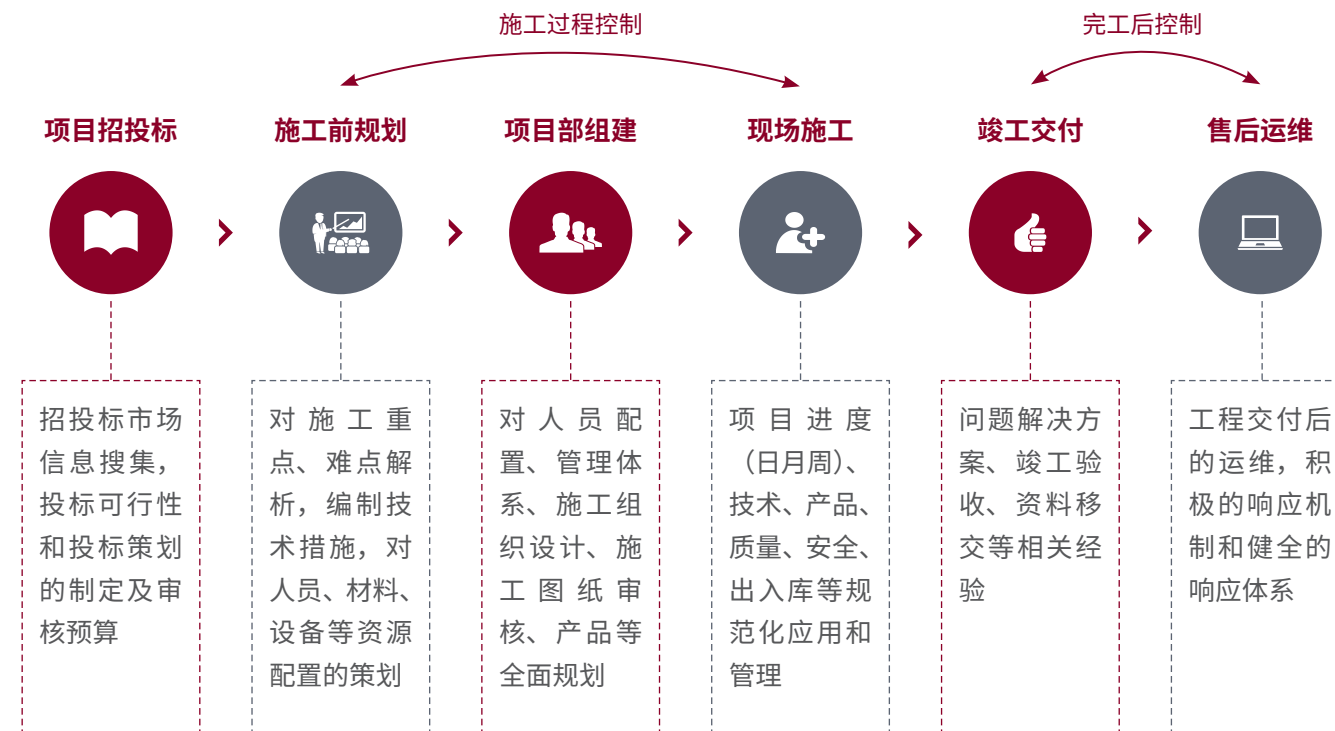 施工过程控制
完工后控制
项目招投标
施工前规划
项目部组建
现场施工
竣工交付
售后运维
招投标市场
信息搜集，
投标可行性
和投标策划
的制定及审
核预算
对施工重
点、难点解
析，编制技
术措施，对
人员、材料、
设备等资源
配置的策划
对人员配
置、管理体
系、施工组
织设计、施
工图纸审
核、产品等
全面规划
项目进度
（日月周）、
技术、产品、
质量、安全、
出入库等规
范化应用和
管理
问题解决方
案、竣工验
收、资料移
交等相关经
验
工程交付后
的运维，积
极的响应机
制和健全的
响应体系